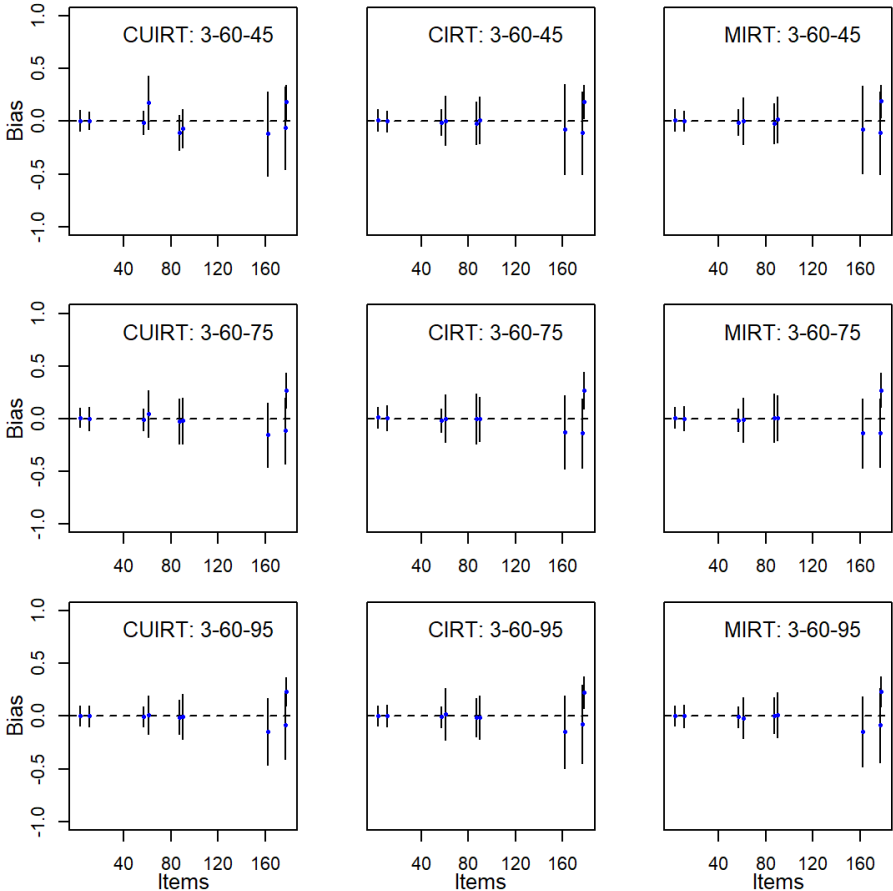 CUIRT: 3-60-45
CIRT: 3-60-45
MIRT: 3-60-45
Bias
1.0
0.5
0.0
-0.5
-1.0
40 80 120 160
40 80 120 160
40 80 120 160
CUIRT: 3-60-75
CIRT: 3-60-75
MIRT: 3-60-75
Bias
1.0
0.5
0.0
-0.5
-1.0
40 80 120 160
40 80 120 160
40 80 120 160
CUIRT: 3-60-95
CIRT: 3-60-95
MIRT: 3-60-95
Bias
1.0
0.5
0.0
-0.5
-1.0
40 80 120 160
40 80 120 160
40 80 120 160
Items
Items
Items